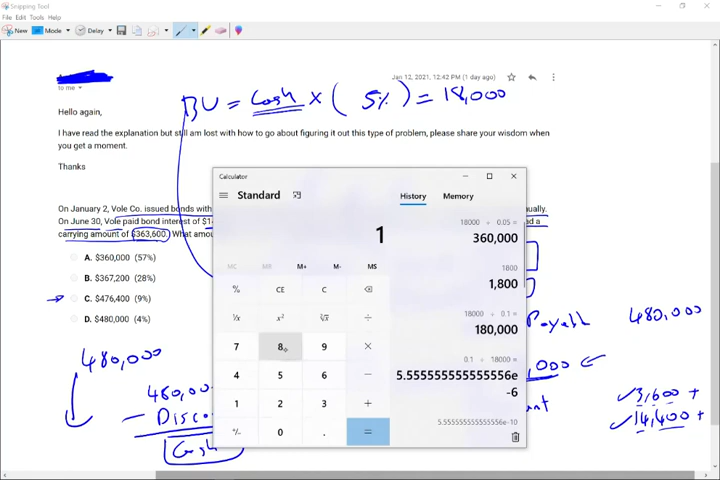 Snipping Tool
File Edit Tools Help
New Mode Delay
to me
Jan 12, 2021, 12:42 PM (1 day ago)
BV = Cash x ( 5% ) = 18,000
Hello again,
I have read the explanation but still am lost with how to go about figuring it out this type of problem, please share your wisdom when
you get a moment.
Thanks
On January 2, Vole Co. issued bonds with
nually.
On June 30, Vole paid bond interest of $1
d a
carrying amount of $363,600. What amou
A. $360,000 (57%)
B. $367,200 (28%)
C. $476,400 (9%)
D. $480,000 (4%)
Calculator
Standard
History Memory
1
MC MR M+ M- MS
% CE C
1/x x² ²√x ÷
7 8 9 ×
4 5 6 −
1 2 3 +
+/- 0 . =
18000 ÷ 0.05 =
360,000
1800
1,800
18000 ÷ 0.1 =
180,000
0.1 ÷ 18000 =
5.555555555555556e
-6
5.555555555555556e-10
Payable 480,000
,000
3,600 +
14,400 +
480,000
480,000
- Disco
Cash